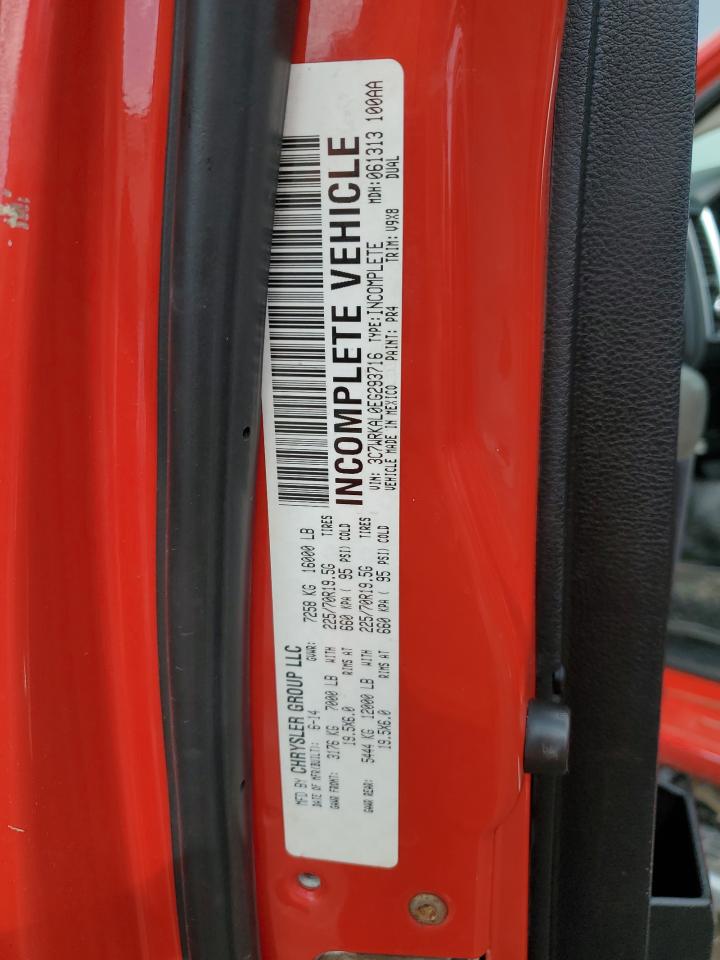 MFD BY CHRYSLER GROUP LLC
DATE OF MFR(BUILT): 6-14 GVWR: 7258 KG 16000 LB
GAWR FRONT: 3176 KG 7000 LB WITH 225/70R19.5G TIRES
19.5X6.0 RIMS AT 660 KPA ( 95 PSI) COLD
GAWR REAR: 5444 KG 12000 LB WITH 225/70R19.5G TIRES
19.5X6.0 RIMS AT 660 KPA ( 95 PSI) COLD
INCOMPLETE VEHICLE
VIN: 3C7WRKAL0EG293716 TYPE:INCOMPLETE MDH:061313 100AA
VEHICLE MADE IN MEXICO PAINT: PR4 TRIM: V9X8 DUAL